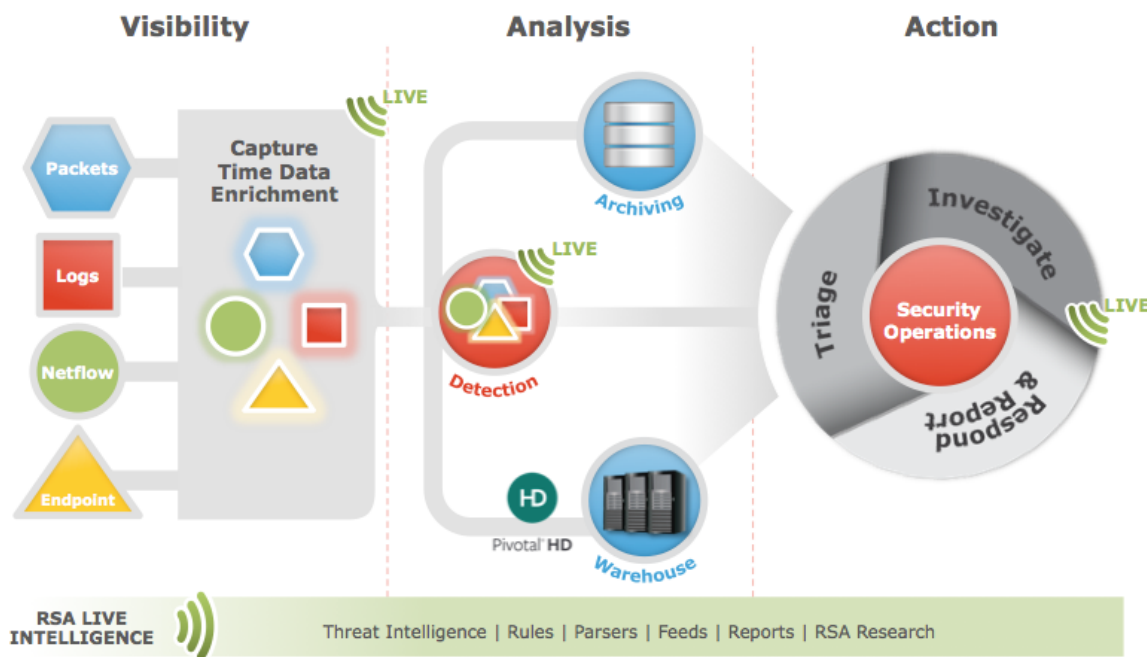 Visibility
Analysis
Action
LIVE
Packets
Capture
Time Data
Enrichment
Logs
Netflow
Endpoint
Archiving
LIVE
Detection
HD
Pivotal HD
Warehouse
Triage
Investigate
Security
Operations
LIVE
Respond
& Report
RSA LIVE
INTELLIGENCE
Threat Intelligence | Rules | Parsers | Feeds | Reports | RSA Research